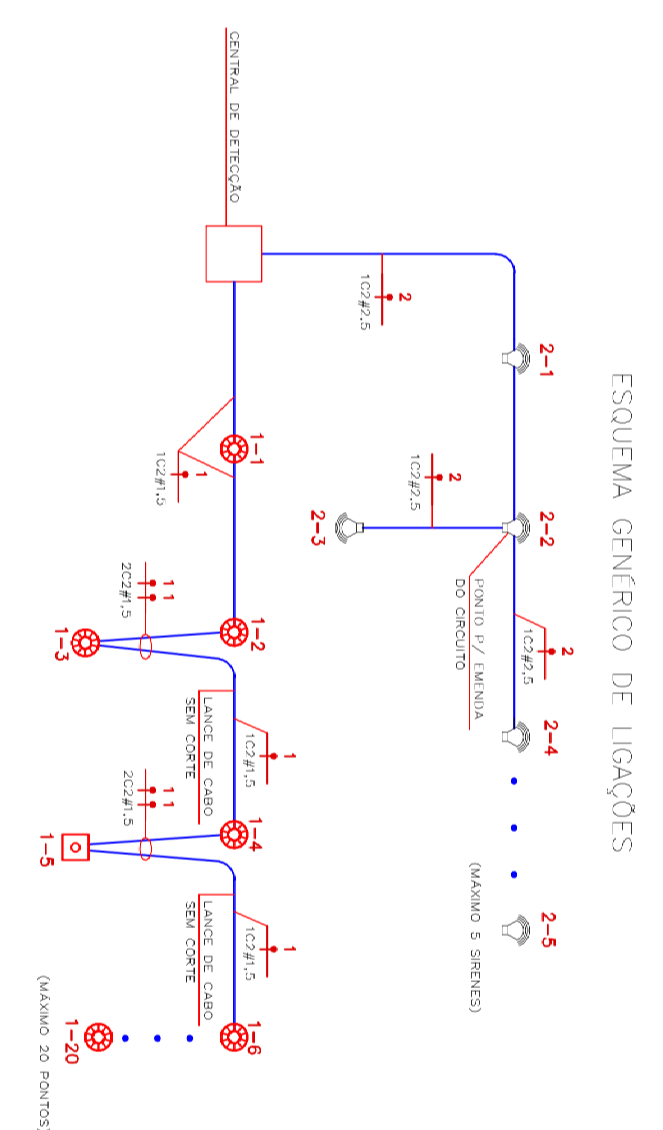 ESQUEMA GENÉRICO DE LIGAÇÕES
2-1
2-2
2-4
2-5
2
1C2#2,5
2
1C2#2,5
2
1C2#2,5
PONTO P/ EMENDA
DO CIRCUITO
(MÁXIMO 5 SIRENES)
2-3
CENTRAL DE DETECÇÃO
1-1
1-2
1-4
1-6
1
1C2#1,5
1
1C2#1,5
1
1C2#1,5
LANCE DE CABO
SEM CORTE
LANCE DE CABO
SEM CORTE
1 1
2C2#1,5
1 1
2C2#1,5
1-3
1-5
1-20
(MÁXIMO 20 PONTOS)